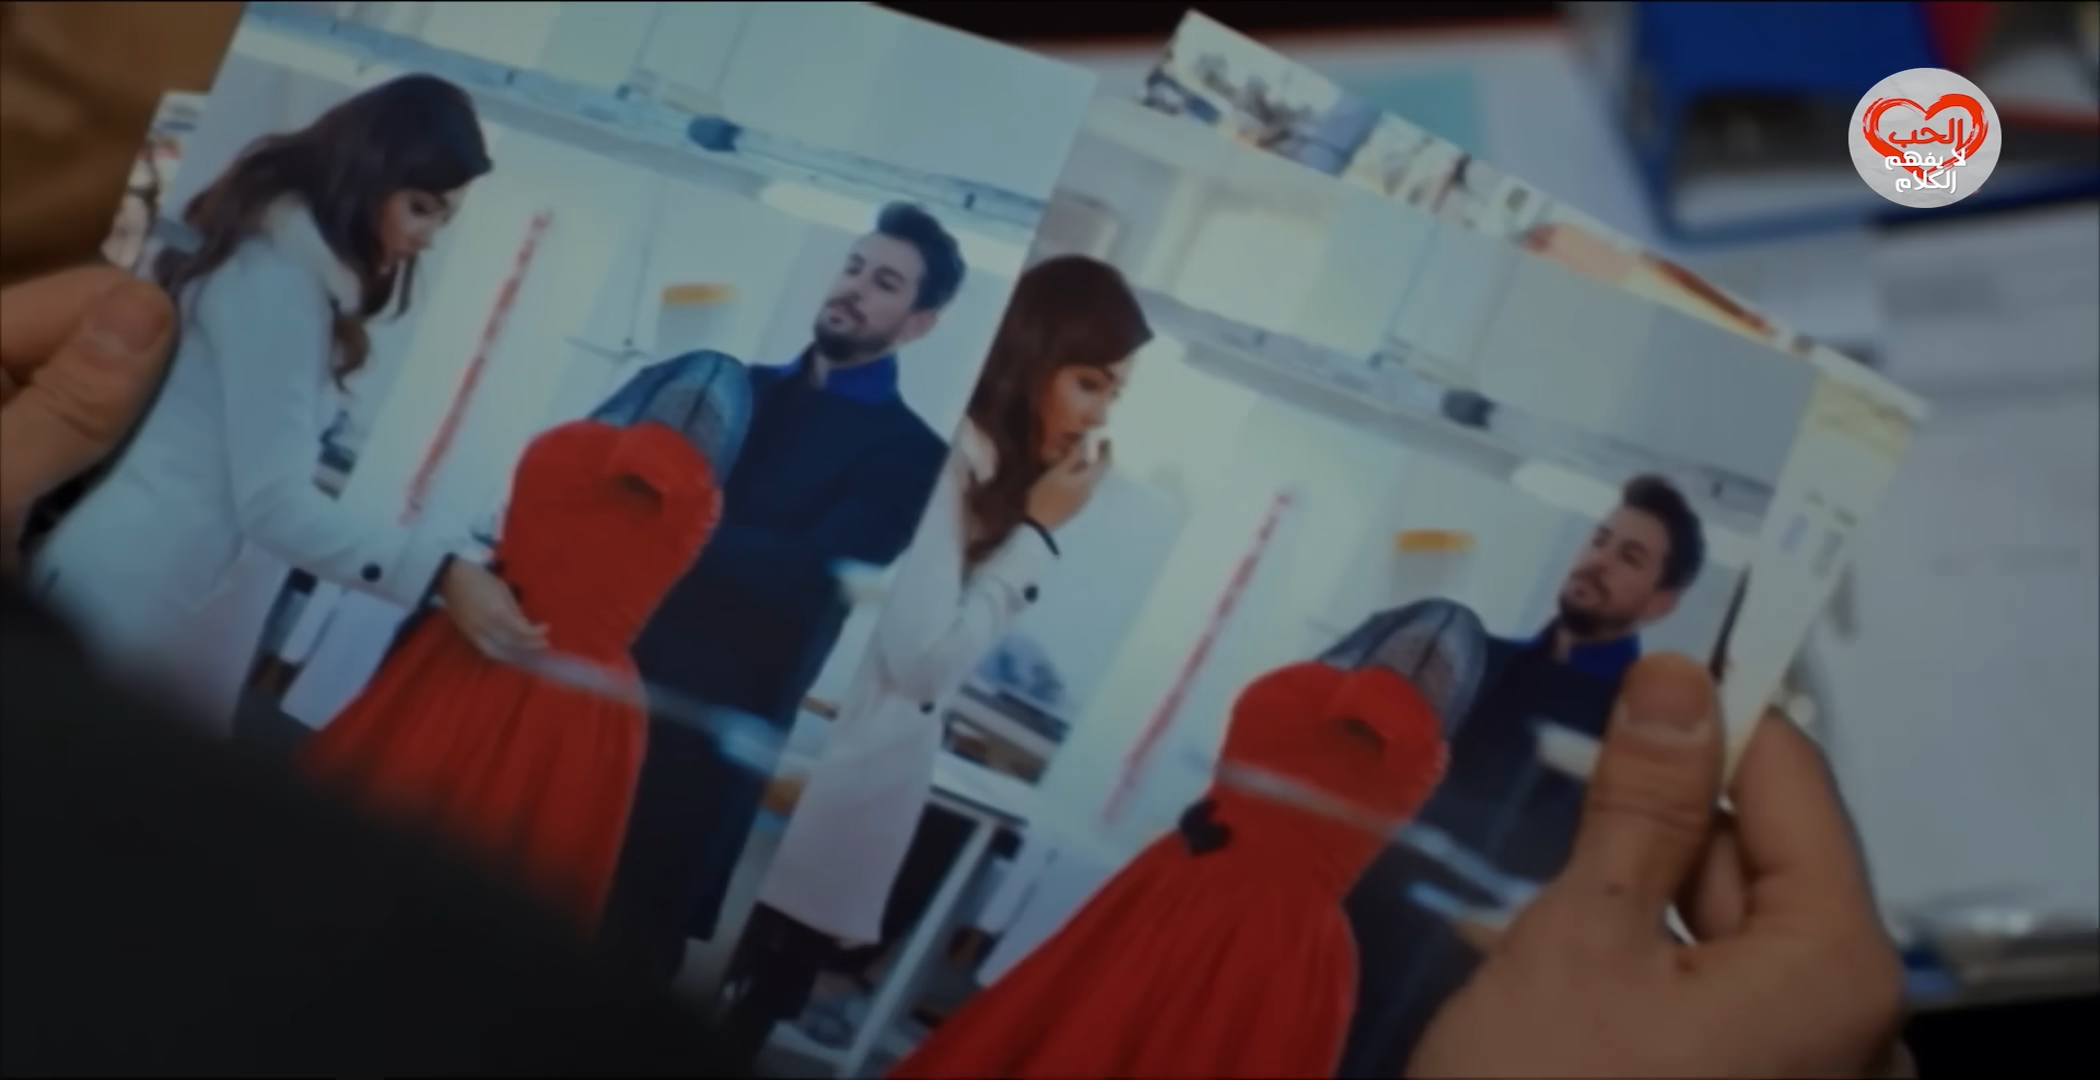 الحب
لا يفهم
الكلام